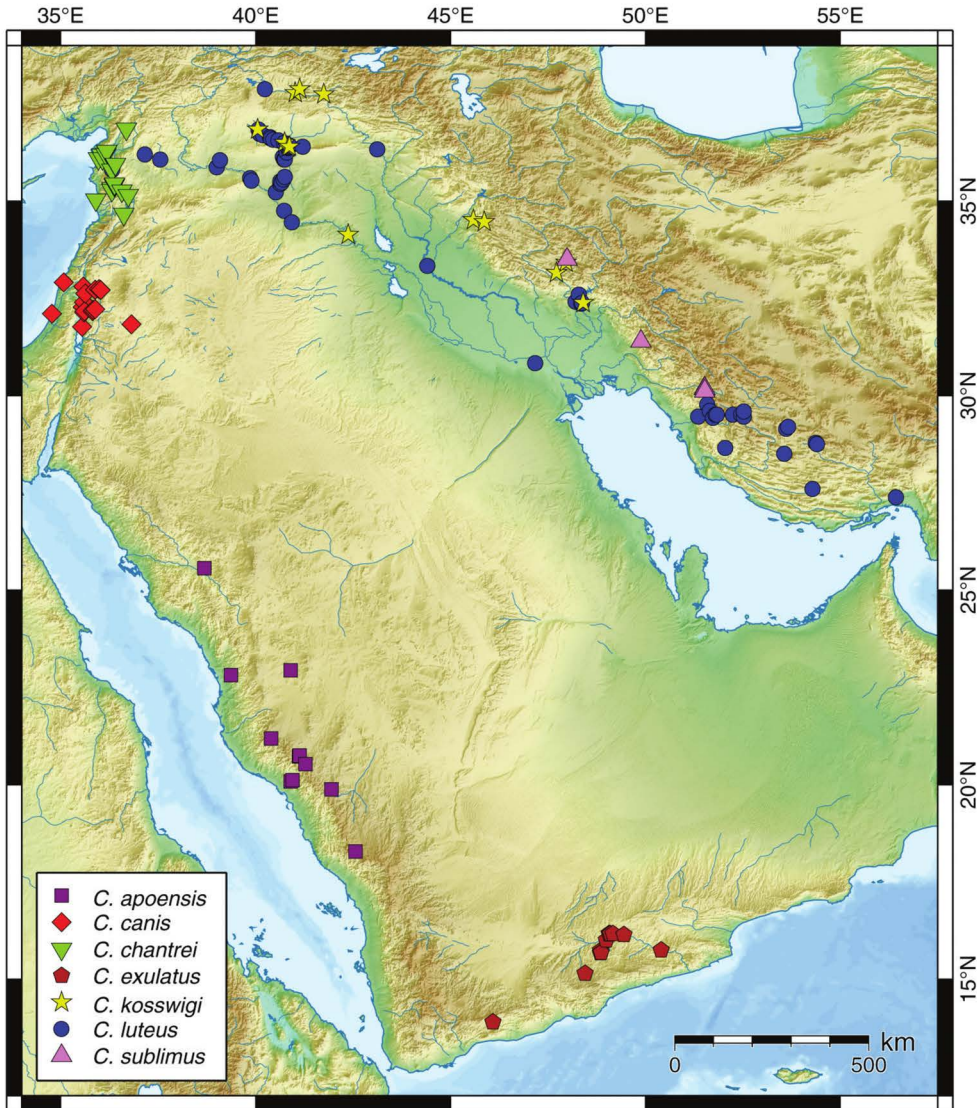 35°E 40°E 45°E 50°E 55°E
35°N
30°N
25°N
20°N
15°N
C. apoensis
C. canis
C. chantrei
C. exulatus
C. kosswigi
C. luteus
C. sublimus
km
0 500